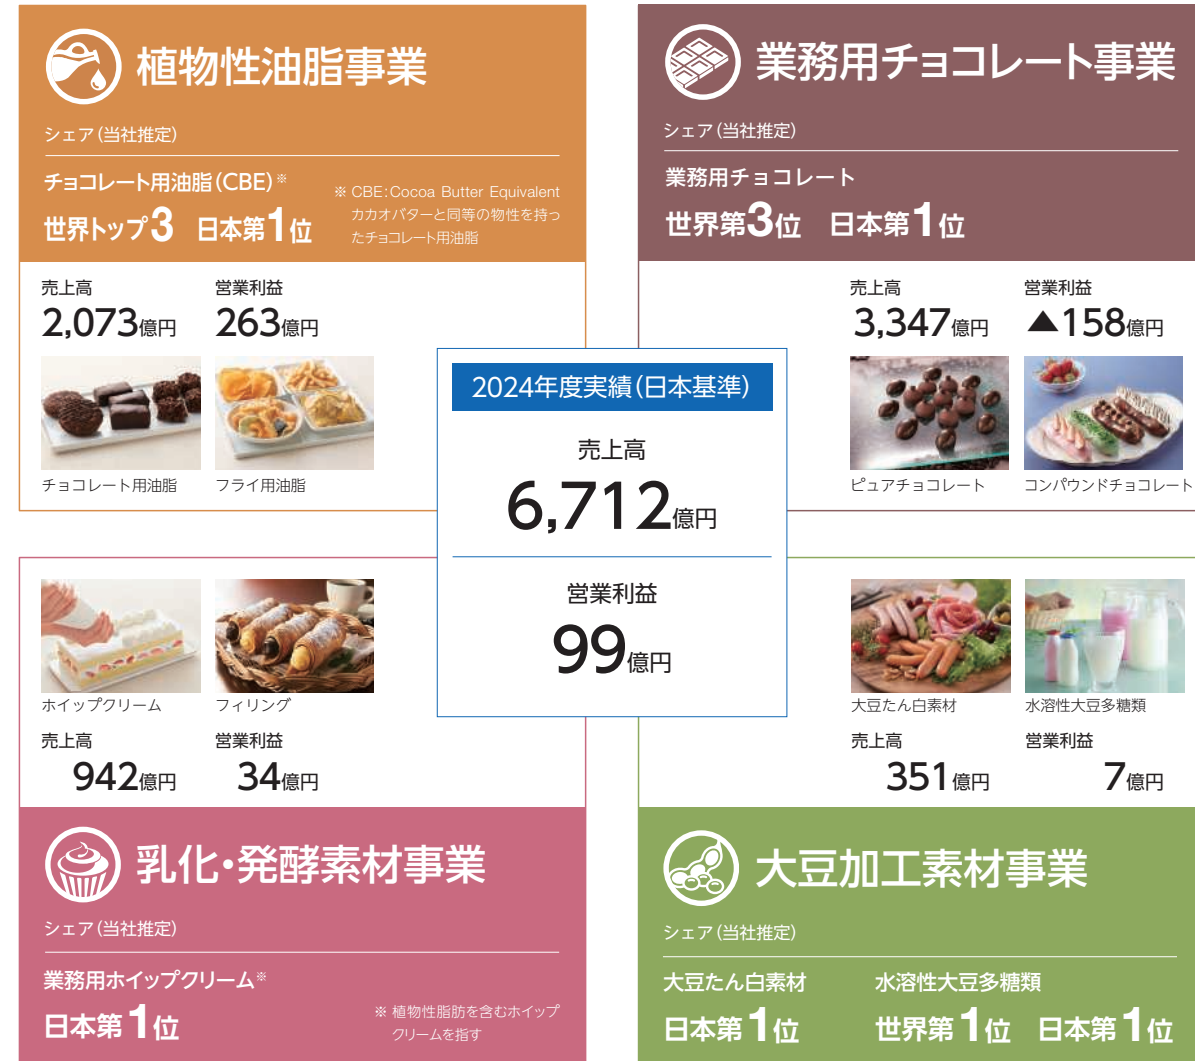 植物性油脂事業
シェア(当社推定)
チョコレート用油脂(CBE)※
世界トップ3 日本第1位
※ CBE:Cocoa Butter Equivalent
カカオバターと同等の物性を持っ
たチョコレート用油脂
売上高 営業利益
2,073億円 263億円
チョコレート用油脂 フライ用油脂
業務用チョコレート事業
シェア(当社推定)
業務用チョコレート
世界第3位 日本第1位
売上高 営業利益
3,347億円 ▲158億円
ピュアチョコレート コンパウンドチョコレート
2024年度実績(日本基準)
売上高
6,712億円
営業利益
99億円
ホイップクリーム フィリング
売上高 営業利益
942億円 34億円
乳化・発酵素材事業
シェア(当社推定)
業務用ホイップクリーム※
日本第1位
※ 植物性脂肪を含むホイップ
クリームを指す
大豆たん白素材 水溶性大豆多糖類
売上高 営業利益
351億円 7億円
大豆加工素材事業
シェア(当社推定)
大豆たん白素材 水溶性大豆多糖類
日本第1位 世界第1位 日本第1位